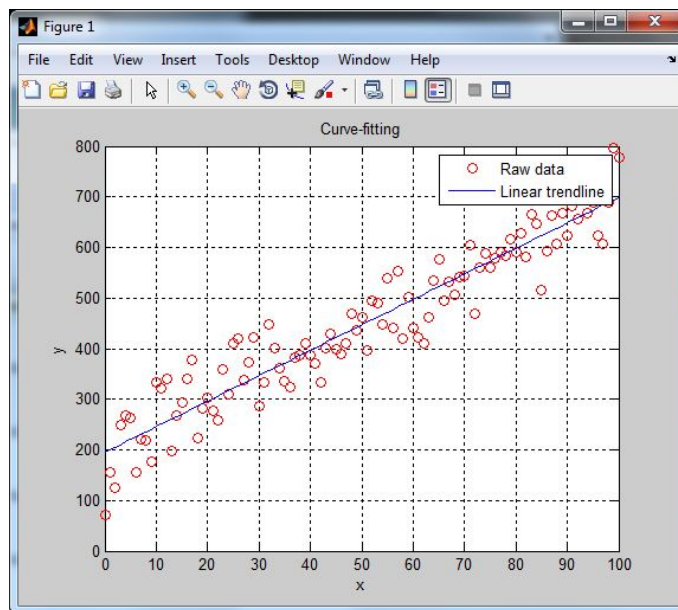 Figure 1
File Edit View Insert Tools Desktop Window Help
Curve-fitting
Raw data
Linear trendline
800
700
600
500
400
300
200
100
0
y
0 10 20 30 40 50 60 70 80 90 100
x